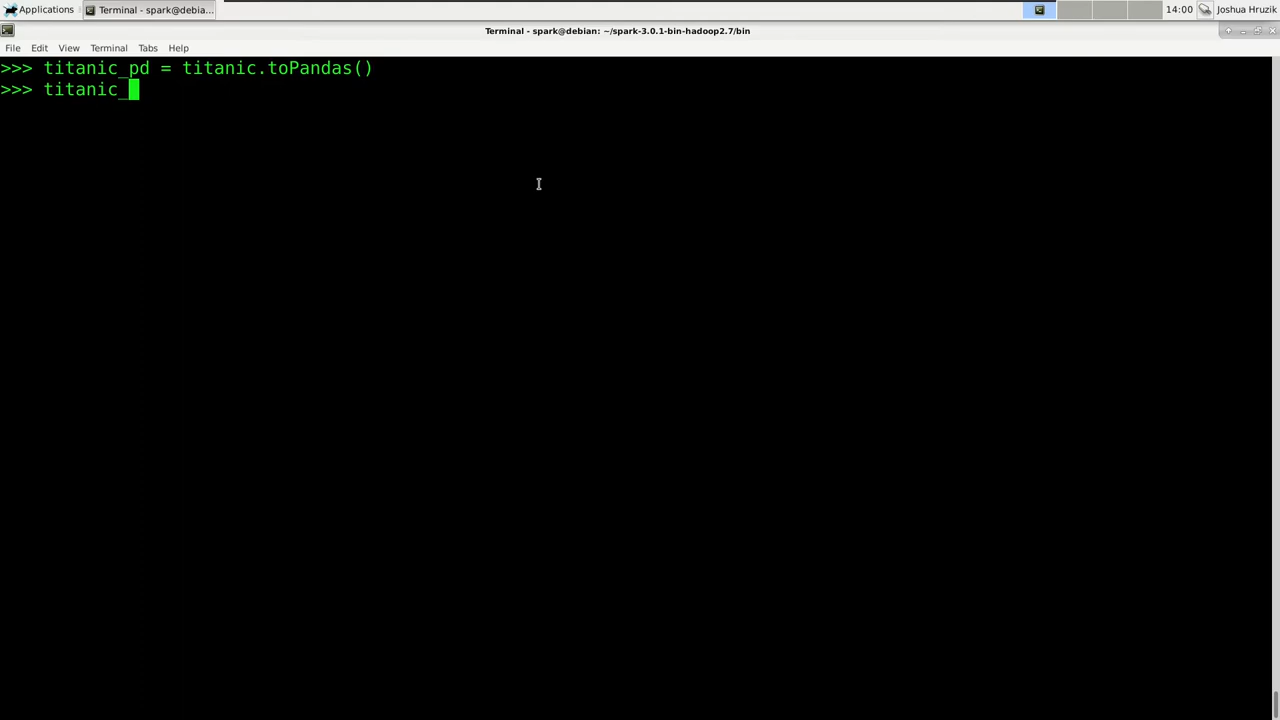 Applications Terminal - spark@debia... 14:00 Joshua Hruzik
Terminal - spark@debian: ~/spark-3.0.1-bin-hadoop2.7/bin
File Edit View Terminal Tabs Help
>>> titanic_pd = titanic.toPandas()
>>> titanic_